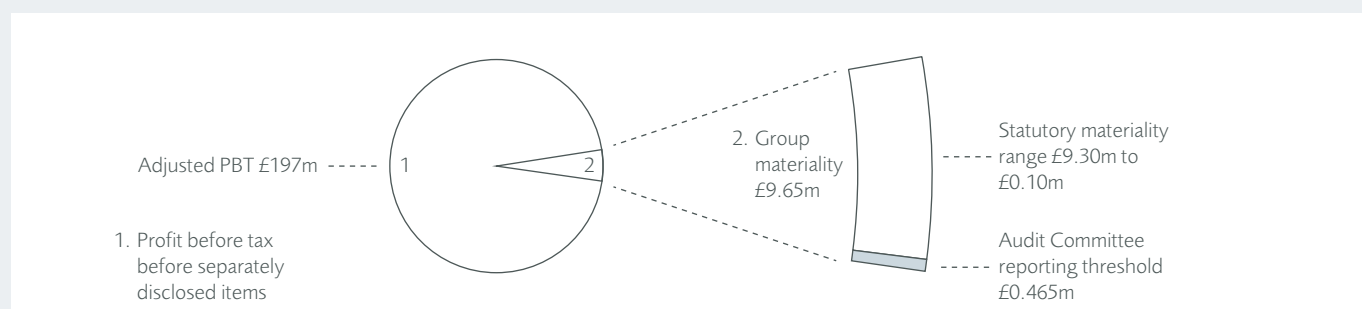 Adjusted PBT £197m
1
2
1. Profit before tax
before separately
disclosed items
2. Group
materiality
£9.65m
Statutory materiality
range £9.30m to
£0.10m
Audit Committee
reporting threshold
£0.465m